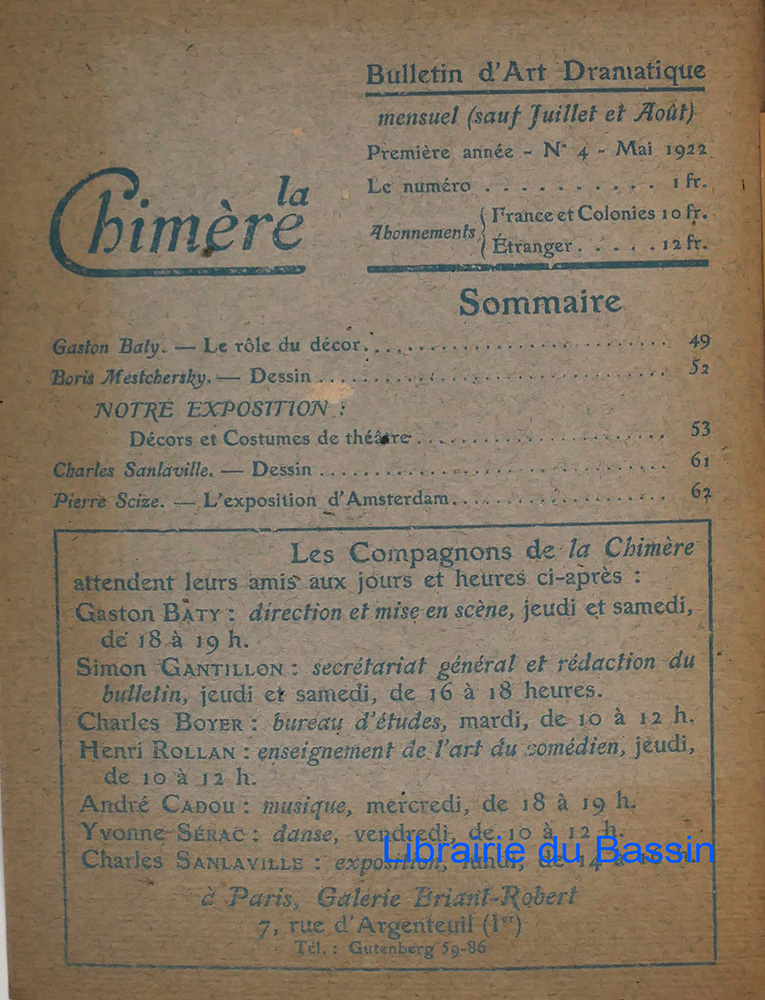 Bulletin d'Art Dramatique
mensuel (sauf Juillet et Août)
Première année - N° 4 - Mai 1922
Le numéro . . . . . . . . . . 1 fr.
Abonnements { France et Colonies 10 fr.
Étranger . . . . . 12 fr.
la
Chimère
Sommaire
Gaston Baty. — Le rôle du décor. 49
Boris Mestchersky. — Dessin 52
NOTRE EXPOSITION :
Décors et Costumes de théâtre 53
Charles Sanlaville. — Dessin 61
Pierre Scize. — L'exposition d'Amsterdam. 62
Les Compagnons de la Chimère
attendent leurs amis aux jours et heures ci-après :
Gaston BATY : direction et mise en scène, jeudi et samedi,
de 18 à 19 h.
Simon GANTILLON : secrétariat général et rédaction du
bulletin, jeudi et samedi, de 16 à 18 heures.
Charles BOYER : bureau d'études, mardi, de 10 à 12 h.
Henri ROLLAN : enseignement de l'art du comédien, jeudi,
de 10 à 12 h.
André CADOU : musique, mercredi, de 18 à 19 h.
Yvonne SÉRAC : danse, vendredi, de 10 à 12 h.
Charles SANLAVILLE : exposition, lundi, de 14 à
Librairie du Bassin
à Paris, Galerie Briant-Robert
7, rue d'Argenteuil (Ier)
Tél. : Gutenberg 59-86